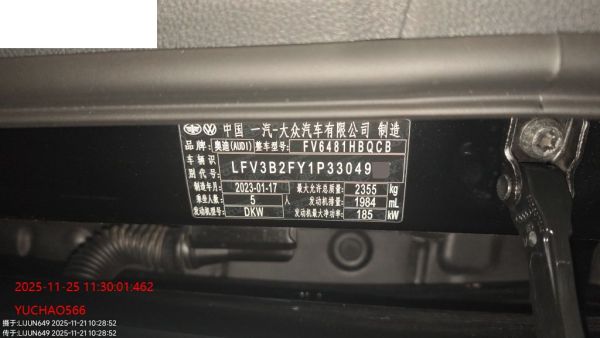 中国 一汽-大众汽车有限公司 制造
品牌: 奥迪(AUDI) 整车型号: FV6481HBQCB
车辆识别代号: LFV3B2FY1P33049
制造年月 2023-01-17 最大允许总质量: 2355 kg
乘坐人数 5 发动机排量: 1984 mL
发动机型号: DKW 发动机最大净功率: 185 kW
2025-11-25 11:30:01:462
YUCHAO566
摄于:LIJUN649 2025-11-21 10:28:52
传于:LIJUN649 2025-11-21 10:28:52